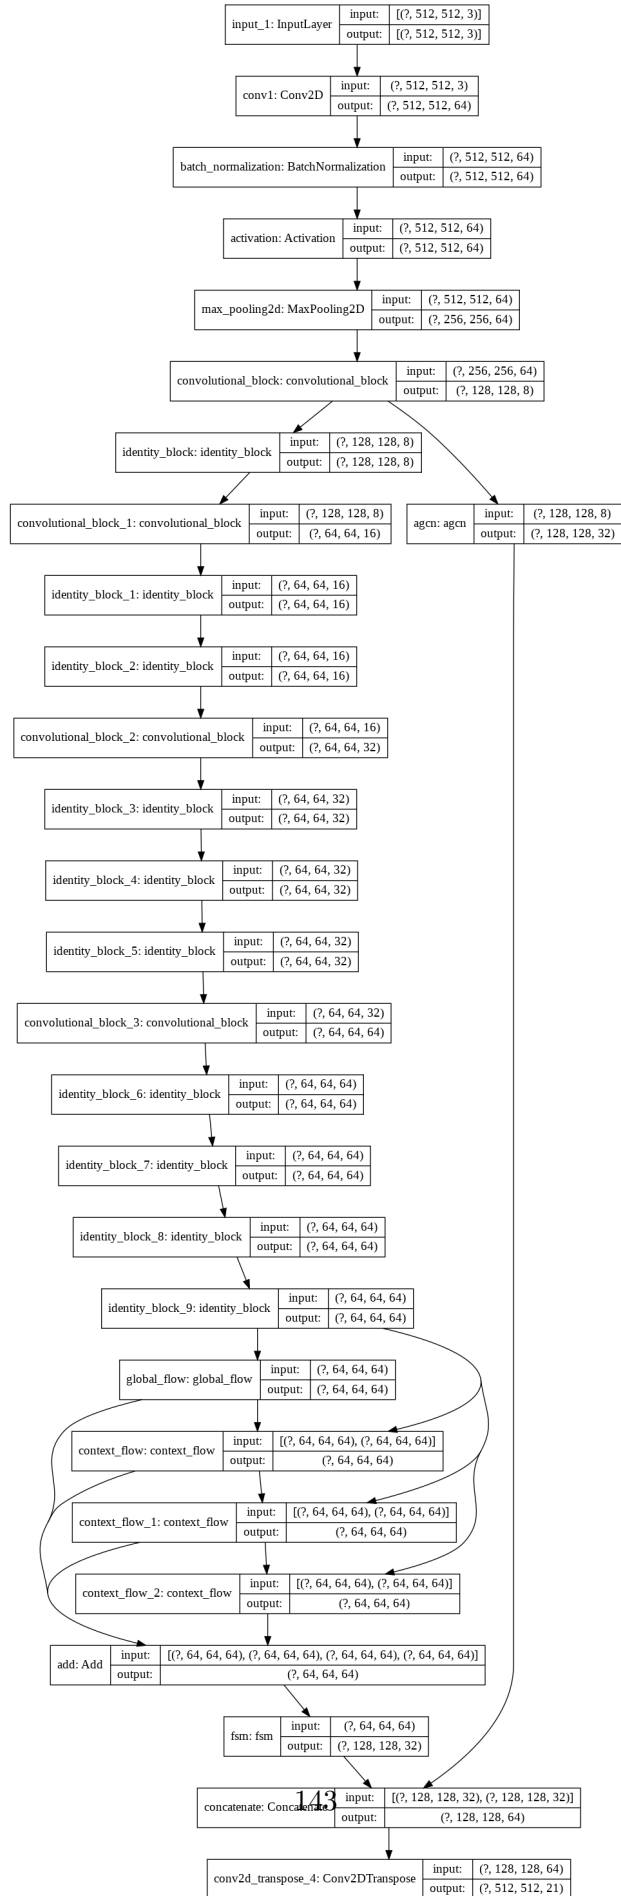 input_1: InputLayer
input: [(?, 512, 512, 3)]
output: [(?, 512, 512, 3)]
conv1: Conv2D
input: (?, 512, 512, 3)
output: (?, 512, 512, 64)
batch_normalization: BatchNormalization
input: (?, 512, 512, 64)
output: (?, 512, 512, 64)
activation: Activation
input: (?, 512, 512, 64)
output: (?, 512, 512, 64)
max_pooling2d: MaxPooling2D
input: (?, 512, 512, 64)
output: (?, 256, 256, 64)
convolutional_block: convolutional_block
input: (?, 256, 256, 64)
output: (?, 128, 128, 8)
identity_block: identity_block
input: (?, 128, 128, 8)
output: (?, 128, 128, 8)
convolutional_block_1: convolutional_block
input: (?, 128, 128, 8)
output: (?, 64, 64, 16)
agcn: agcn
input: (?, 128, 128, 8)
output: (?, 128, 128, 32)
identity_block_1: identity_block
input: (?, 64, 64, 16)
output: (?, 64, 64, 16)
identity_block_2: identity_block
input: (?, 64, 64, 16)
output: (?, 64, 64, 16)
convolutional_block_2: convolutional_block
input: (?, 64, 64, 16)
output: (?, 64, 64, 32)
identity_block_3: identity_block
input: (?, 64, 64, 32)
output: (?, 64, 64, 32)
identity_block_4: identity_block
input: (?, 64, 64, 32)
output: (?, 64, 64, 32)
identity_block_5: identity_block
input: (?, 64, 64, 32)
output: (?, 64, 64, 32)
convolutional_block_3: convolutional_block
input: (?, 64, 64, 32)
output: (?, 64, 64, 64)
identity_block_6: identity_block
input: (?, 64, 64, 64)
output: (?, 64, 64, 64)
identity_block_7: identity_block
input: (?, 64, 64, 64)
output: (?, 64, 64, 64)
identity_block_8: identity_block
input: (?, 64, 64, 64)
output: (?, 64, 64, 64)
identity_block_9: identity_block
input: (?, 64, 64, 64)
output: (?, 64, 64, 64)
global_flow: global_flow
input: (?, 64, 64, 64)
output: (?, 64, 64, 64)
context_flow: context_flow
input: [(?, 64, 64, 64), (?, 64, 64, 64)]
output: (?, 64, 64, 64)
context_flow_1: context_flow
input: [(?, 64, 64, 64), (?, 64, 64, 64)]
output: (?, 64, 64, 64)
context_flow_2: context_flow
input: [(?, 64, 64, 64), (?, 64, 64, 64)]
output: (?, 64, 64, 64)
add: Add
input: [(?, 64, 64, 64), (?, 64, 64, 64), (?, 64, 64, 64), (?, 64, 64, 64)]
output: (?, 64, 64, 64)
fsm: fsm
input: (?, 64, 64, 64)
output: (?, 128, 128, 32)
concatenate: Concatenate
input: [(?, 128, 128, 32), (?, 128, 128, 32)]
output: (?, 128, 128, 64)
143
conv2d_transpose_4: Conv2DTranspose
input: (?, 128, 128, 64)
output: (?, 512, 512, 21)